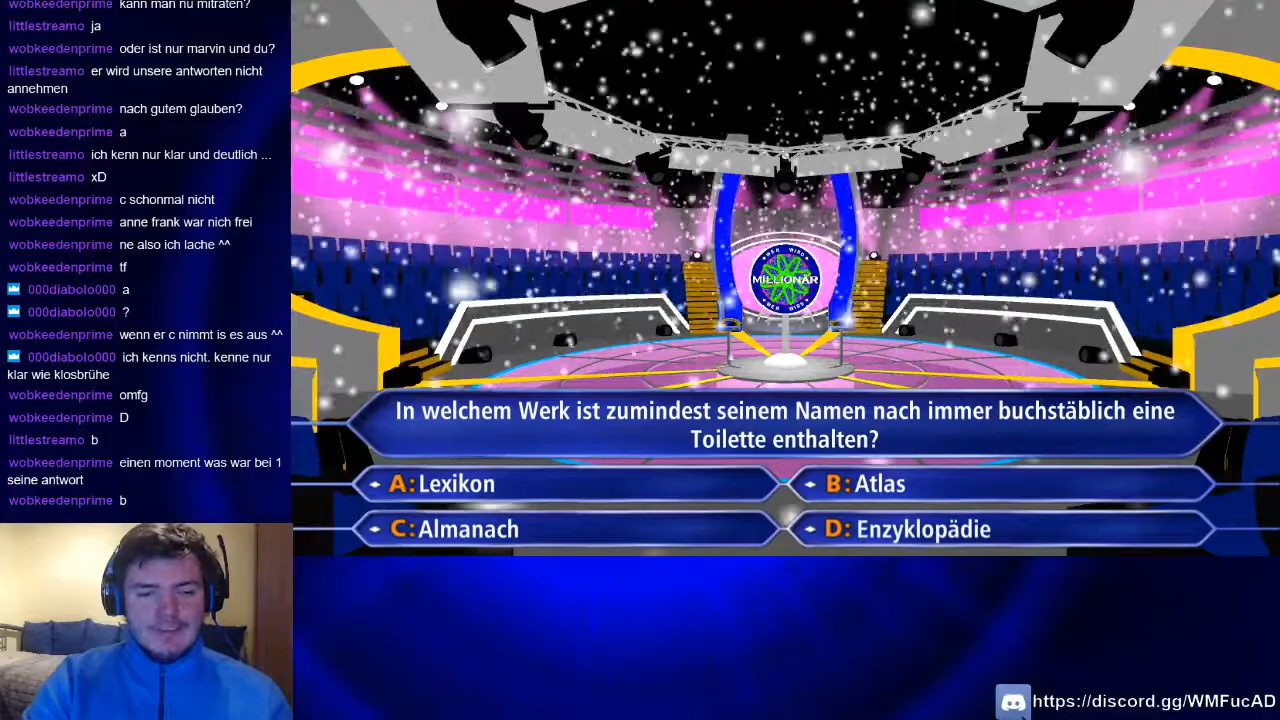 wobkeedenprime kann man nu mitraten?
littlestreamo ja
wobkeedenprime oder ist nur marvin und du?
littlestreamo er wird unsere antworten nicht
annehmen
wobkeedenprime nach gutem glauben?
wobkeedenprime a
littlestreamo ich kenn nur klar und deutlich ...
littlestreamo xD
wobkeedenprime c schonmal nicht
wobkeedenprime anne frank war nich frei
wobkeedenprime ne also ich lache ^^
wobkeedenprime tf
000diabolo000 a
000diabolo000 ?
wobkeedenprime wenn er c nimmt is es aus ^^
000diabolo000 ich kenns nicht. kenne nur
klar wie klosbrühe
wobkeedenprime omfg
wobkeedenprime D
littlestreamo b
wobkeedenprime einen moment was war bei 1
seine antwort
wobkeedenprime b
WER WIRD
MILLIONÄR
WER WIRD
In welchem Werk ist zumindest seinem Namen nach immer buchstäblich eine
Toilette enthalten?
A: Lexikon
B: Atlas
C: Almanach
D: Enzyklopädie
https://discord.gg/WMFucAD